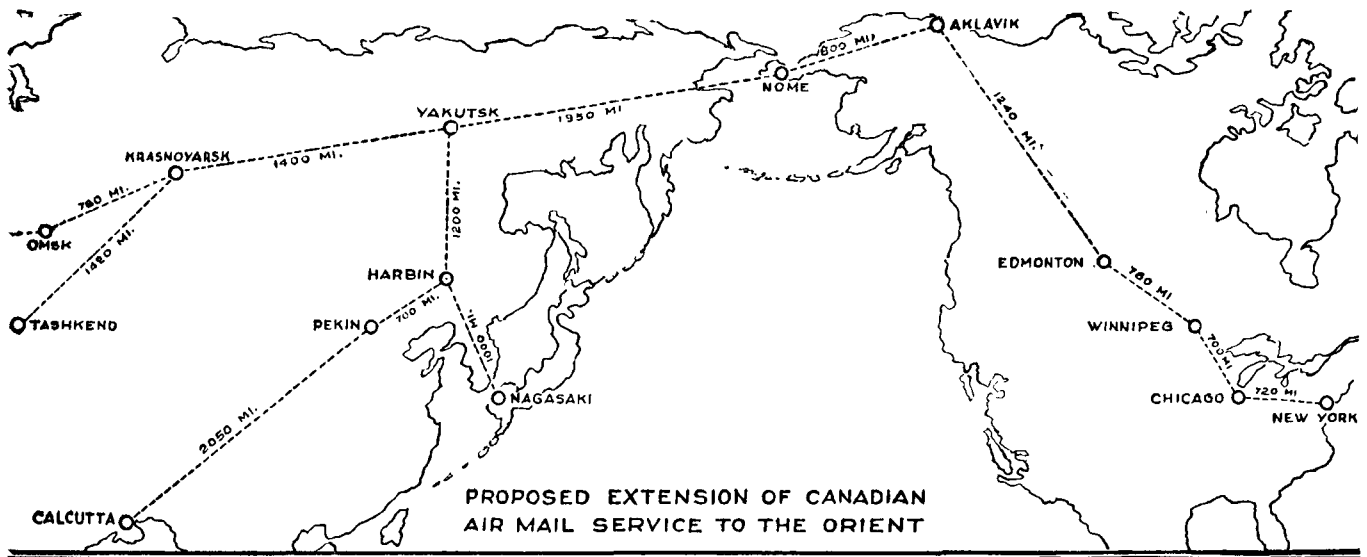 AKLAVIK
800 MI.
NOME
1950 MI
YAKUTSK
1400 MI.
KRASNOYARSK
780 MI.
OMSK
1420 MI.
TASHKEND
1200 MI.
1240 MI.
HARBIN
700 MI.
PEKIN
1000 MI.
NAGASAKI
2050 MI.
CALCUTTA
EDMONTON
760 MI
WINNIPEG
700 MI.
CHICAGO
720 MI
NEW YORK
PROPOSED EXTENSION OF CANADIAN
AIR MAIL SERVICE TO THE ORIENT